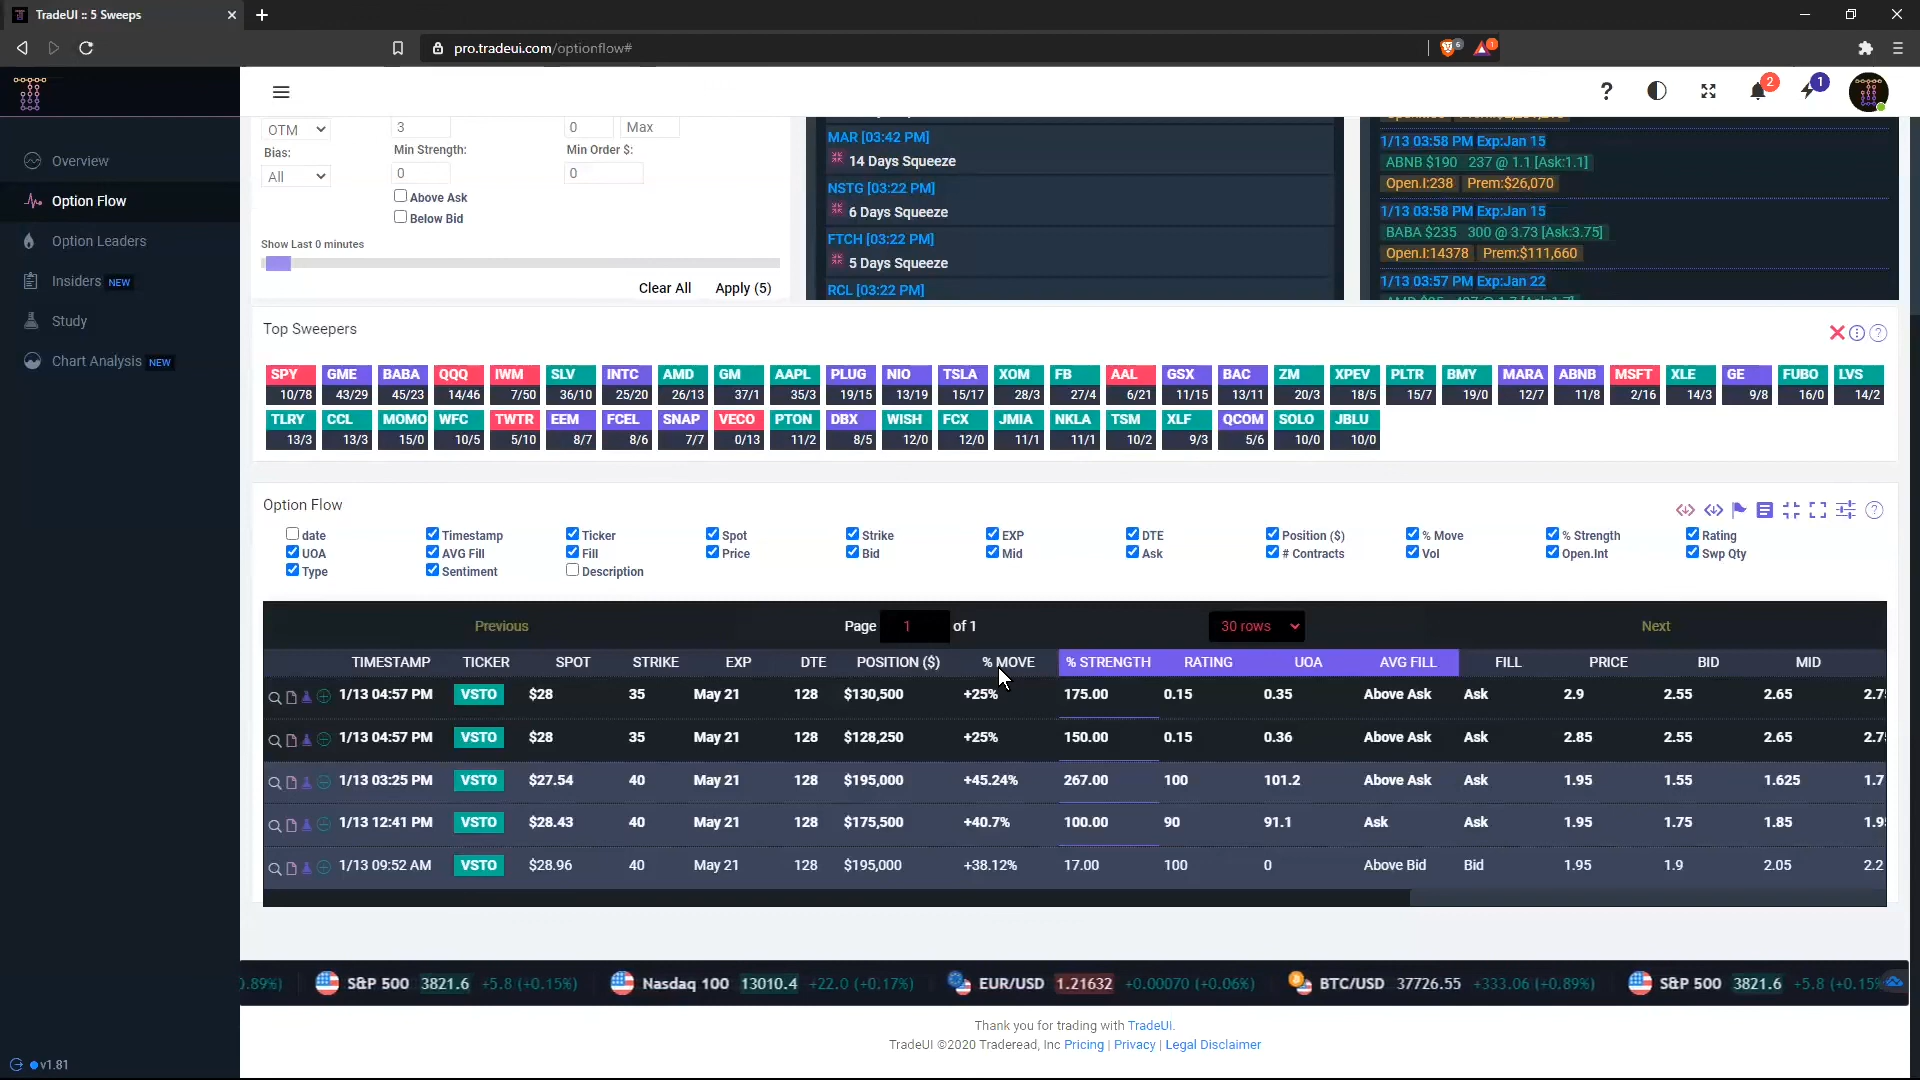 TradeUI :: 5 Sweeps
pro.tradeui.com/optionflow#
6
1
2
1
Overview
Option Flow
Option Leaders
Insiders NEW
Study
Chart Analysis NEW
v1.81
OTM
3
0
Max
Bias:
Min Strength:
Min Order $:
All
0
0
Above Ask
Below Bid
Show Last 0 minutes
Clear All
Apply (5)
MAR [03:42 PM]
14 Days Squeeze
NSTG [03:22 PM]
6 Days Squeeze
FTCH [03:22 PM]
5 Days Squeeze
RCL [03:22 PM]
1/13 03:58 PM Exp:Jan 15
ABNB $190 237 @ 1.1 [Ask:1.1]
Open.I:238 Prem:$26,070
1/13 03:58 PM Exp:Jan 15
BABA $235 300 @ 3.73 [Ask:3.75]
Open.I:14378 Prem:$111,660
1/13 03:57 PM Exp:Jan 22
Top Sweepers
SPY GME BABA QQQ IWM SLV INTC AMD GM AAPL PLUG NIO TSLA XOM FB AAL GSX BAC ZM XPEV PLTR BMY MARA ABNB MSFT XLE GE FUBO LVS
10/78 43/29 45/23 14/46 7/50 36/10 25/20 26/13 37/1 35/3 19/15 13/19 15/17 28/3 27/4 6/21 11/15 13/11 20/3 18/5 15/7 19/0 12/7 11/8 2/16 14/3 9/8 16/0 14/2
TLRY CCL MOMO WFC TWTR EEM FCEL SNAP VECO PTON DBX WISH FCX JMIA NKLA TSM XLF QCOM SOLO JBLU
13/3 13/3 15/0 10/5 5/10 8/7 8/6 7/7 0/13 11/2 8/5 12/0 12/0 11/1 11/1 10/2 9/3 5/6 10/0 10/0
Option Flow
date Timestamp Ticker Spot Strike EXP DTE Position ($) % Move % Strength Rating
UOA AVG Fill Fill Price Bid Mid Ask # Contracts Vol Open.Int Swp Qty
Type Sentiment Description
Previous Page 1 of 1 30 rows Next
TIMESTAMP TICKER SPOT STRIKE EXP DTE POSITION ($) % MOVE % STRENGTH RATING UOA AVG FILL FILL PRICE BID MID
1/13 04:57 PM VSTO $28 35 May 21 128 $130,500 +25% 175.00 0.15 0.35 Above Ask Ask 2.9 2.55 2.65 2.7
1/13 04:57 PM VSTO $28 35 May 21 128 $128,250 +25% 150.00 0.15 0.36 Above Ask Ask 2.85 2.55 2.65 2.7
1/13 03:25 PM VSTO $27.54 40 May 21 128 $195,000 +45.24% 267.00 100 101.2 Above Ask Ask 1.95 1.55 1.625 1.7
1/13 12:41 PM VSTO $28.43 40 May 21 128 $175,500 +40.7% 100.00 90 91.1 Ask Ask 1.95 1.75 1.85 1.9
1/13 09:52 AM VSTO $28.96 40 May 21 128 $195,000 +38.12% 17.00 100 0 Above Bid Bid 1.95 1.9 2.05 2.2
0.89%) S&P 500 3821.6 +5.8 (+0.15%) Nasdaq 100 13010.4 +22.0 (+0.17%) EUR/USD 1.21632 +0.00070 (+0.06%) BTC/USD 37726.55 +333.06 (+0.89%) S&P 500 3821.6 +5.8 (+0.15%
Thank you for trading with TradeUI.
TradeUI ©2020 Traderead, Inc Pricing | Privacy | Legal Disclaimer